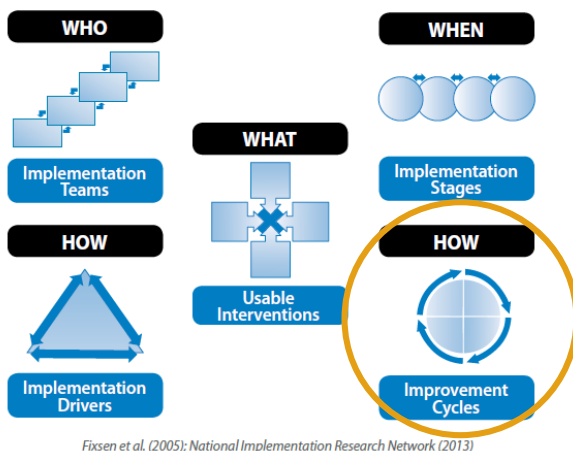 WHO
Implementation
Teams
HOW
Implementation
Drivers
WHAT
Usable
Interventions
WHEN
Implementation
Stages
HOW
Improvement
Cycles
Fixsen et al. (2005); National Implementation Research Network (2013)